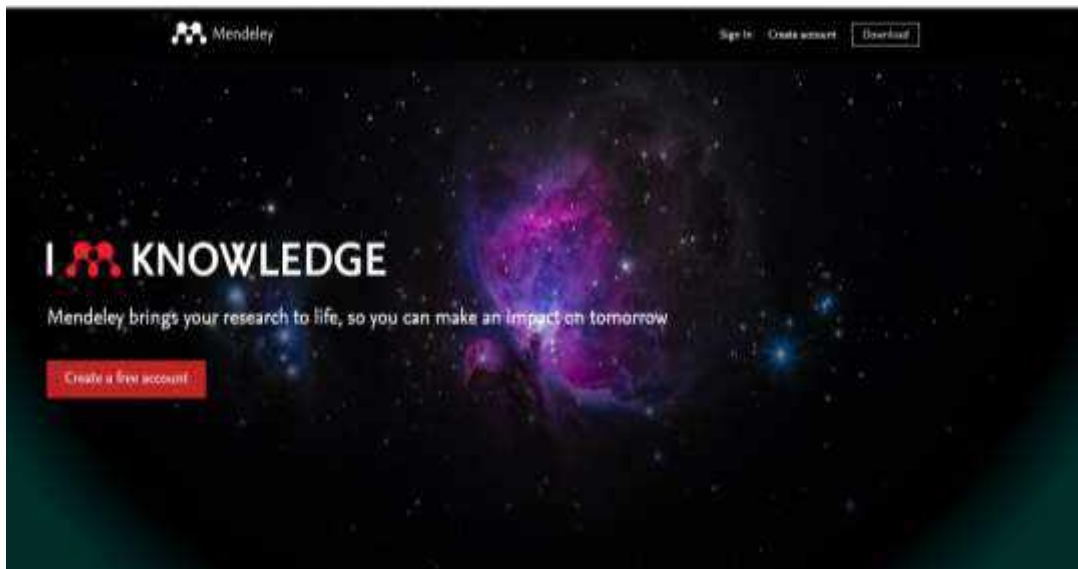 Mendeley
Sign In Create account Download
I KNOWLEDGE
Mendeley brings your research to life, so you can make an impact on tomorrow
Create a free account